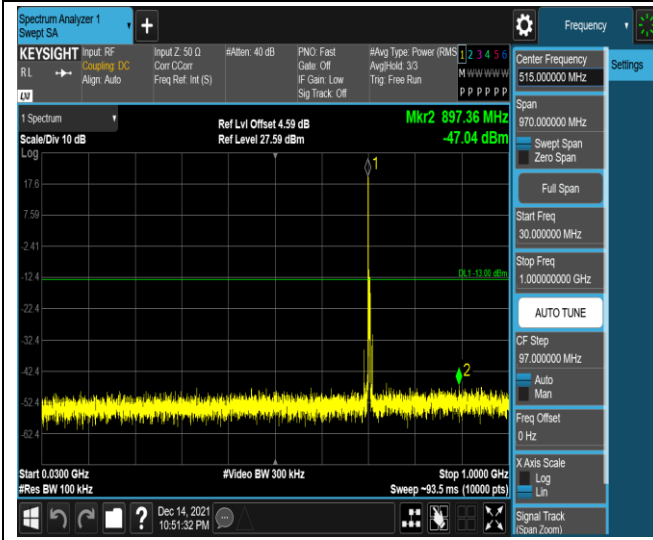 Spectrum Analyzer 1
Swept SA
+
Frequency
KEYSIGHT
RL
LXI
Input: RF
Coupling: DC
Align: Auto
Input Z: 50 Ω
Corr CCorr
Freq Ref: Int (S)
#Atten: 40 dB
PNO: Fast
Gate: Off
IF Gain: Low
Sig Track: Off
#Avg Type: Power (RMS
Avg|Hold: 3/3
Trig: Free Run
1 2 3 4 5 6
M W W W W W
P P P P P P
1 Spectrum
Scale/Div 10 dB
Log
Ref Lvl Offset 4.59 dB
Ref Level 27.59 dBm
Mkr2 897.36 MHz
-47.04 dBm
1
17.6
7.59
-2.41
-12.4
DL1 -13.00 dBm
-22.4
-32.4
-42.4
2
-52.4
-62.4
Start 0.0300 GHz
#Res BW 100 kHz
#Video BW 300 kHz
Stop 1.0000 GHz
Sweep ~93.5 ms (10000 pts)
?
Dec 14, 2021
10:51:32 PM
Center Frequency
515.000000 MHz
Settings
Span
970.000000 MHz
Swept Span
Zero Span
Full Span
Start Freq
30.000000 MHz
Stop Freq
1.000000000 GHz
AUTO TUNE
CF Step
97.000000 MHz
Auto
Man
Freq Offset
0 Hz
X Axis Scale
Log
Lin
Signal Track
(Span Zoom)